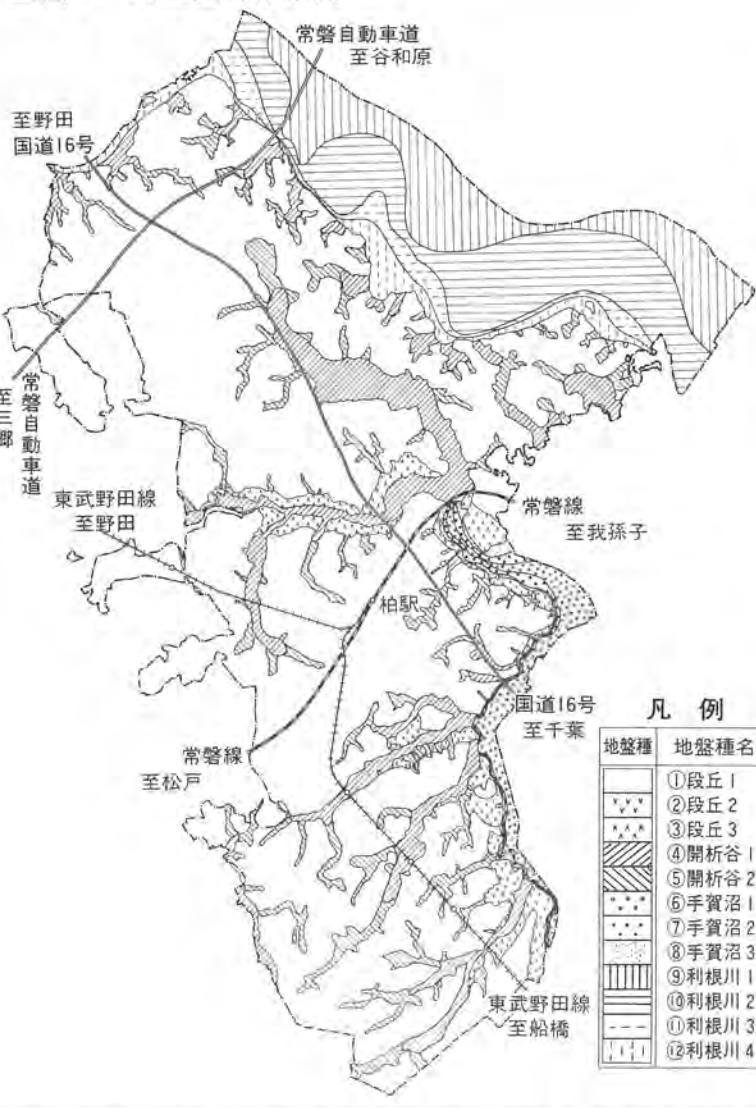 常磐自動車道
至谷和原
至野田
国道16号
常磐自動車道
至三郷
東武野田線
至野田
常磐線
至我孫子
柏駅
国道16号
至千葉
常磐線
至松戸
東武野田線
至船橋
凡例
地盤種 地盤種名
①段丘1
②段丘2
③段丘3
④開析谷1
⑤開析谷2
⑥手賀沼1
⑦手賀沼2
⑧手賀沼3
⑨利根川1
⑩利根川2
⑪利根川3
⑫利根川4